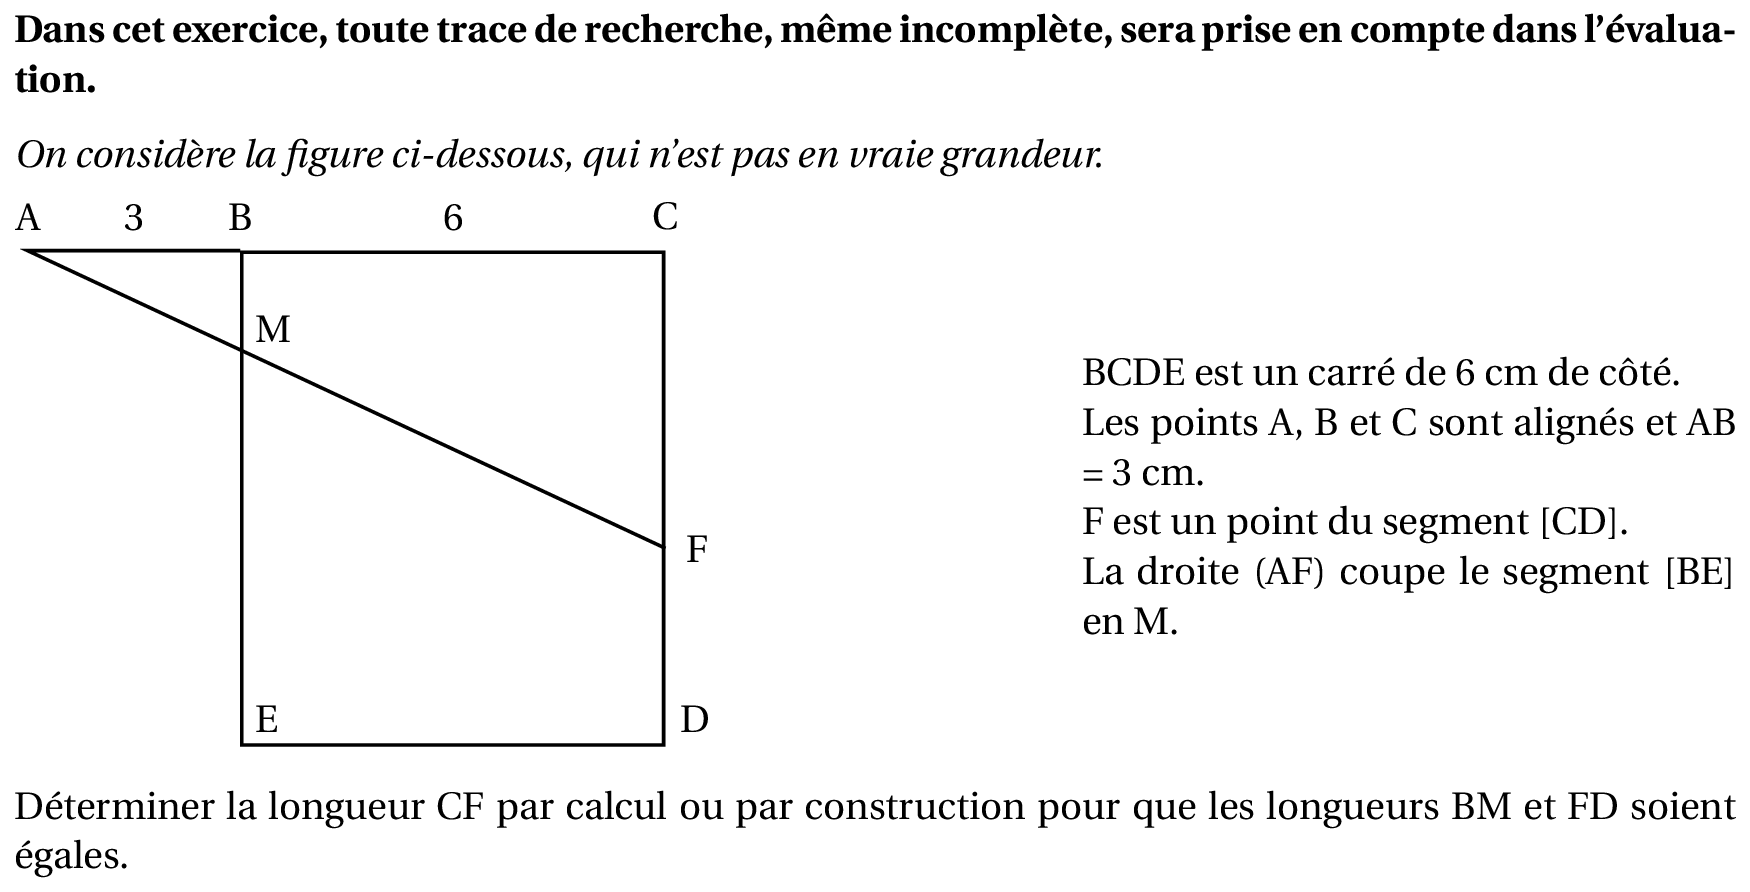 Dans cet exercice, toute trace de recherche, même incomplète, sera prise en compte dans l'évalua-
tion.
On considère la figure ci-dessous, qui n'est pas en vraie grandeur.
A 3 B 6 C
M
F
E D
BCDE est un carré de 6 cm de côté.
Les points A, B et C sont alignés et AB
= 3 cm.
F est un point du segment [CD].
La droite (AF) coupe le segment [BE]
en M.
Déterminer la longueur CF par calcul ou par construction pour que les longueurs BM et FD soient
égales.